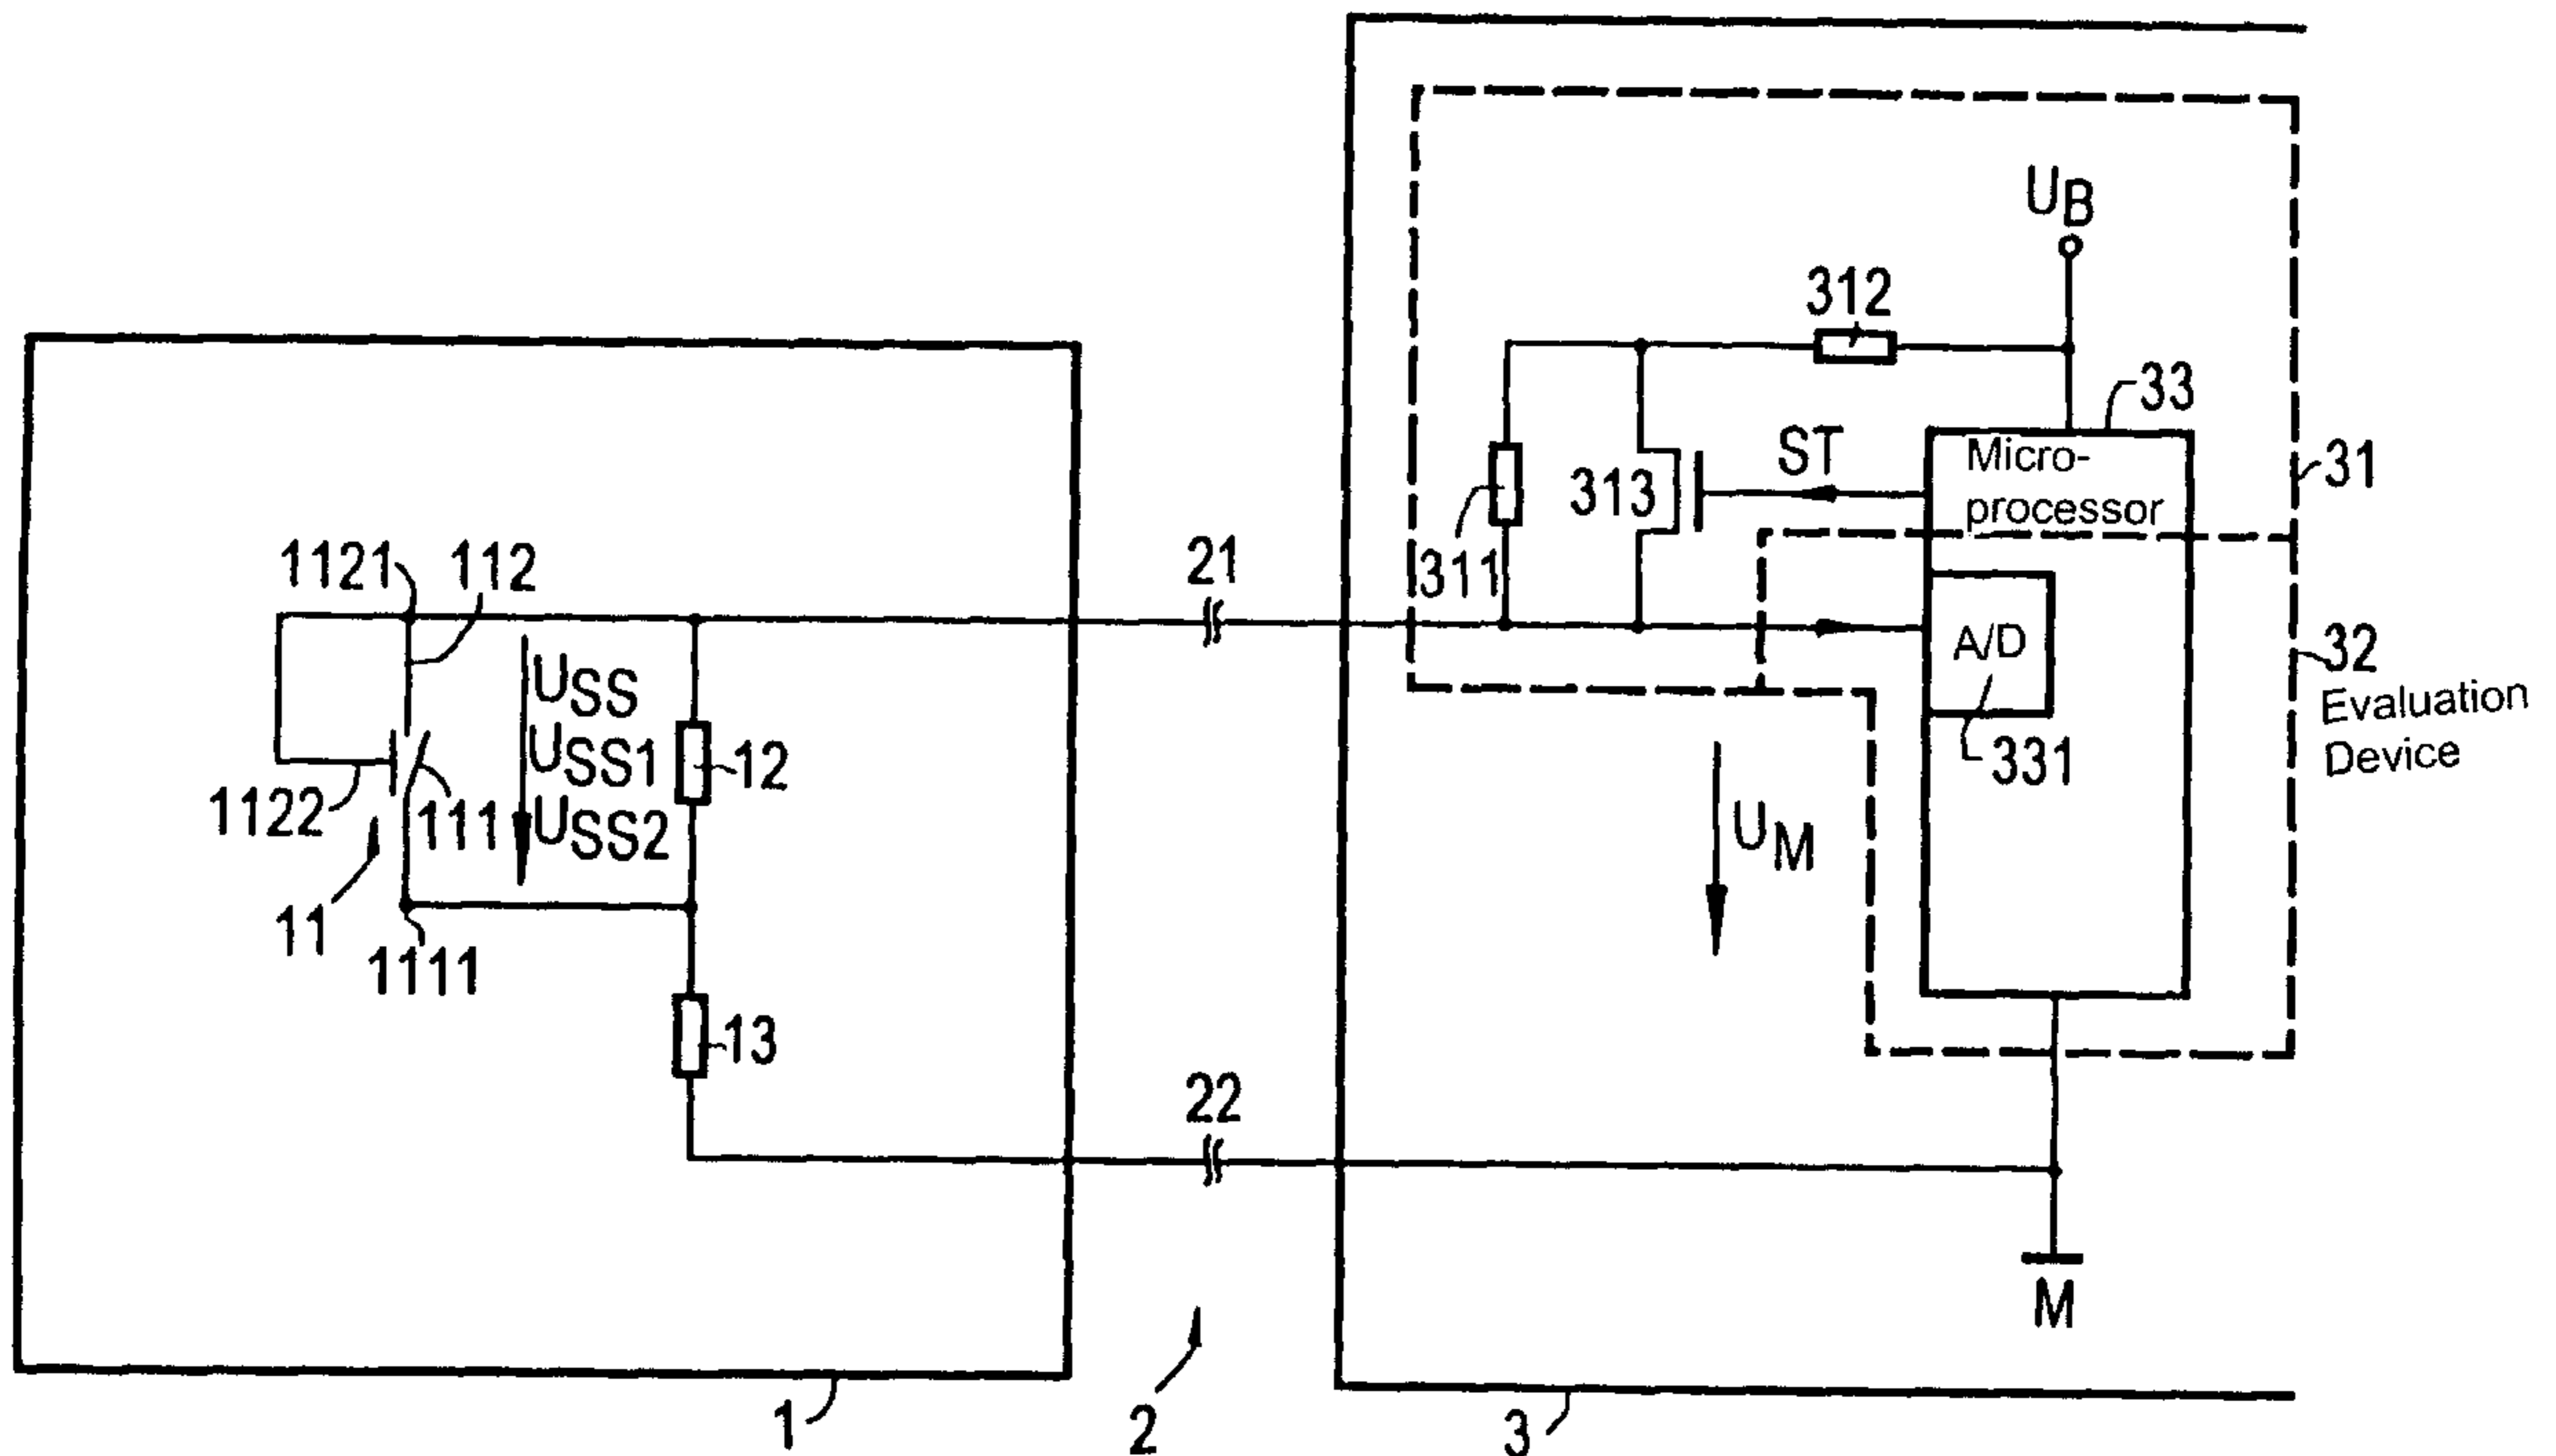 UB
312
33
Micro-
processor
ST
31
313
311
21
1121
112
USS
USS1
USS2
12
A/D
32
Evaluation
Device
331
1122
111
UM
11
1111
13
22
M
1
2
3